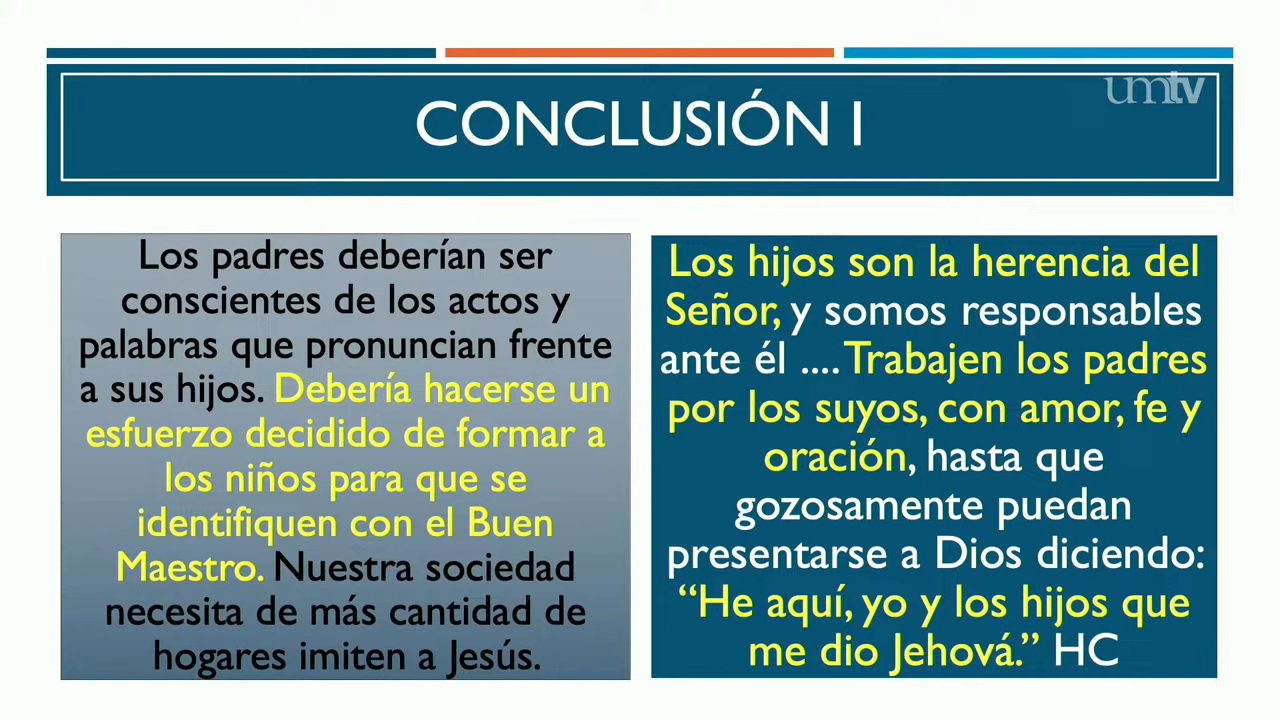 umtv
CONCLUSIÓN I
Los padres deberían ser
conscientes de los actos y
palabras que pronuncian frente
a sus hijos. Debería hacerse un
esfuerzo decidido de formar a
los niños para que se
identifiquen con el Buen
Maestro. Nuestra sociedad
necesita de más cantidad de
hogares imiten a Jesús.
Los hijos son la herencia del
Señor, y somos responsables
ante él .... Trabajen los padres
por los suyos, con amor, fe y
oración, hasta que
gozosamente puedan
presentarse a Dios diciendo:
“He aquí, yo y los hijos que
me dio Jehová.” HC